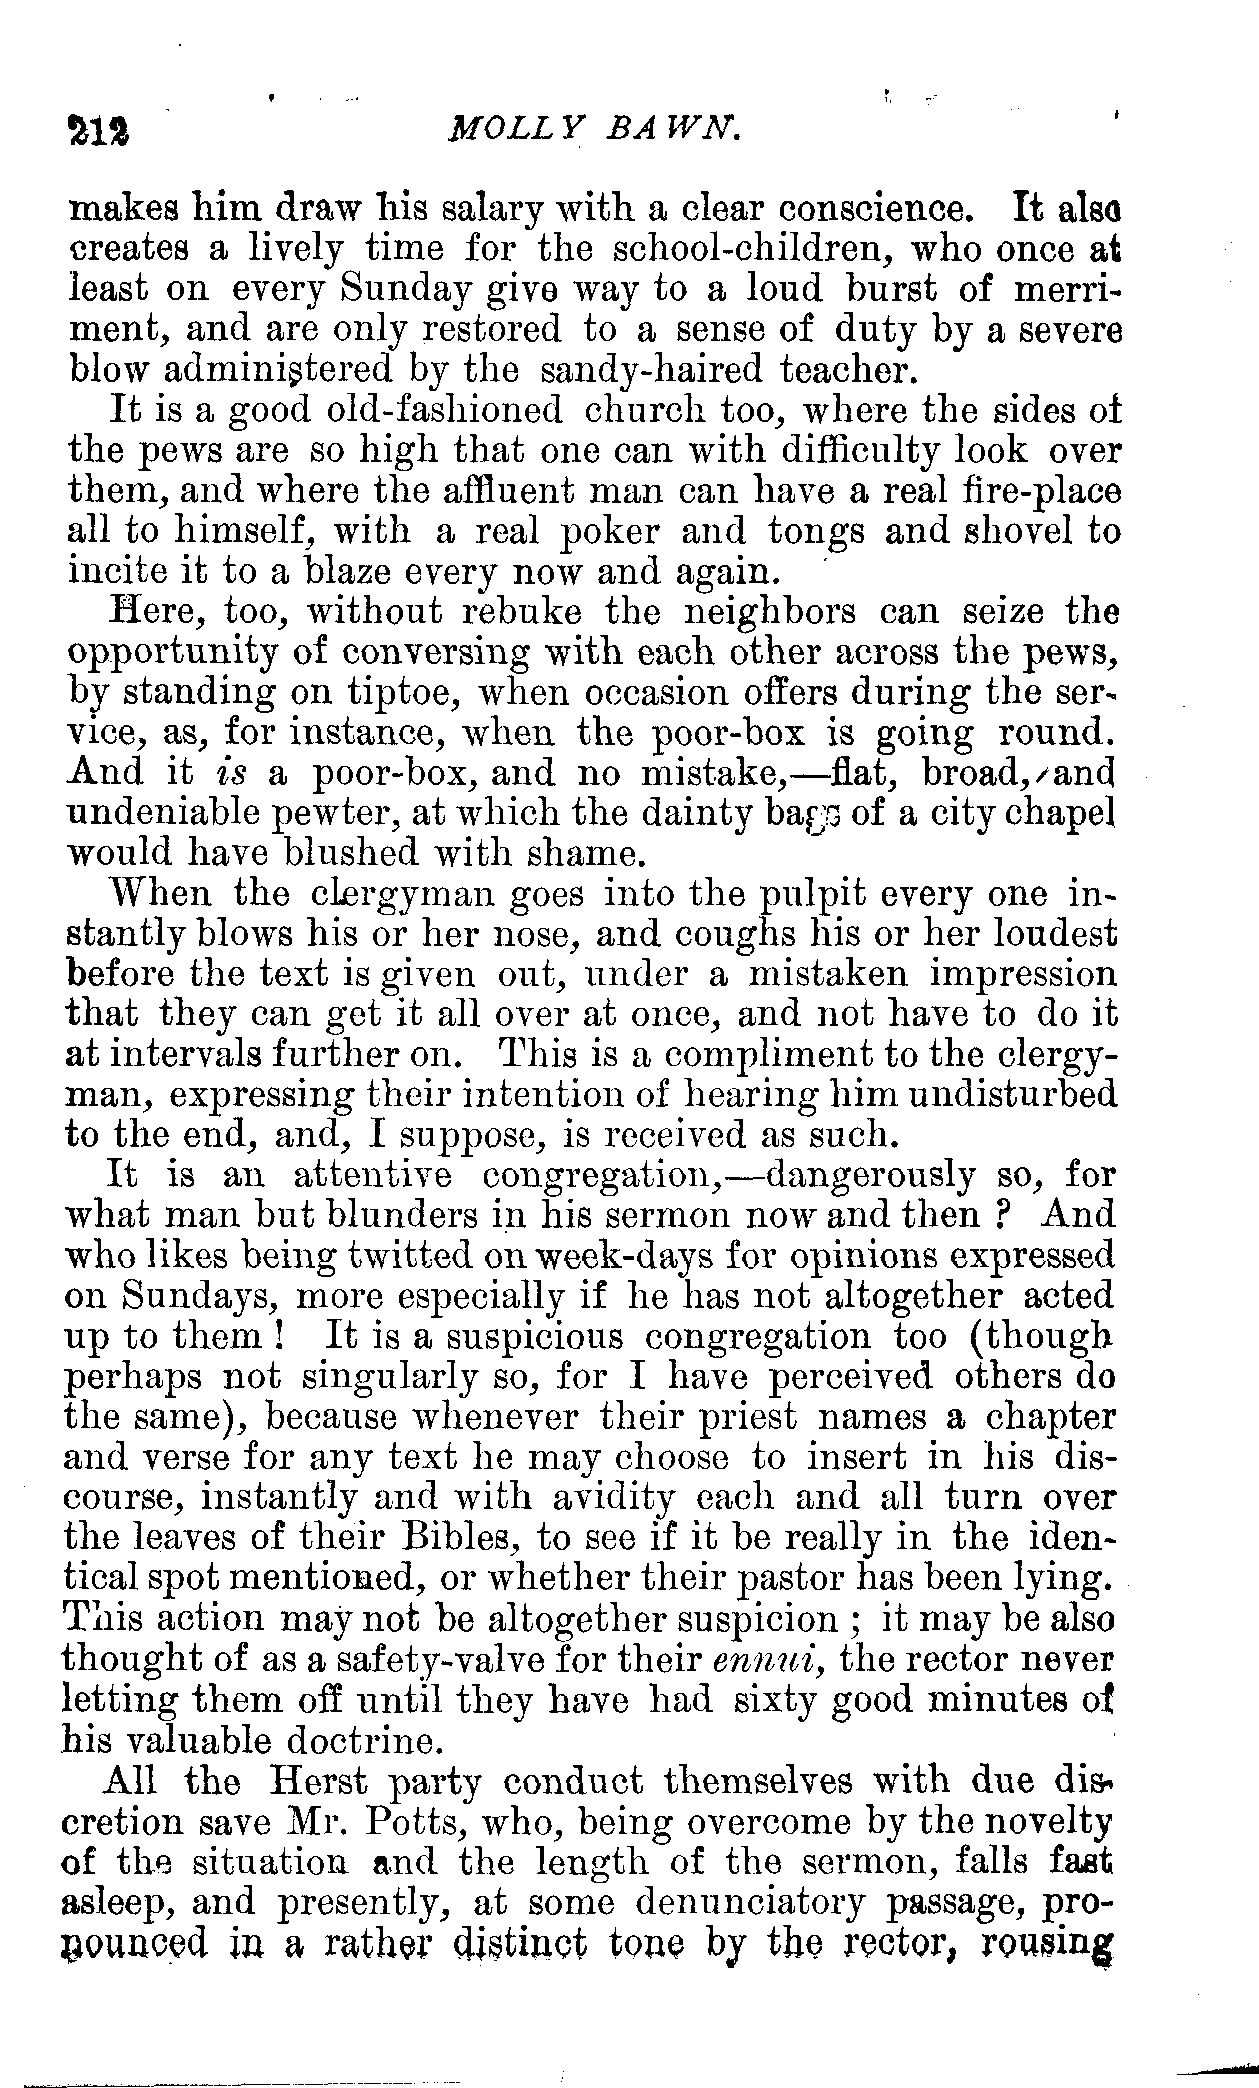 212 MOLLY BAWN.
makes him draw his salary with a clear conscience. It also
creates a lively time for the school-children, who once at
least on every Sunday give way to a loud burst of merri-
ment, and are only restored to a sense of duty by a severe
blow administered by the sandy-haired teacher.
It is a good old-fashioned church too, where the sides of
the pews are so high that one can with difficulty look over
them, and where the affluent man can have a real fire-place
all to himself, with a real poker and tongs and shovel to
incite it to a blaze every now and again.
Here, too, without rebuke the neighbors can seize the
opportunity of conversing with each other across the pews,
by standing on tiptoe, when occasion offers during the ser-
vice, as, for instance, when the poor-box is going round.
And it is a poor-box, and no mistake,—flat, broad, and
undeniable pewter, at which the dainty bags of a city chapel
would have blushed with shame.
When the clergyman goes into the pulpit every one in-
stantly blows his or her nose, and coughs his or her loudest
before the text is given out, under a mistaken impression
that they can get it all over at once, and not have to do it
at intervals further on. This is a compliment to the clergy-
man, expressing their intention of hearing him undisturbed
to the end, and, I suppose, is received as such.
It is an attentive congregation,—dangerously so, for
what man but blunders in his sermon now and then ? And
who likes being twitted on week-days for opinions expressed
on Sundays, more especially if he has not altogether acted
up to them ! It is a suspicious congregation too (though
perhaps not singularly so, for I have perceived others do
the same), because whenever their priest names a chapter
and verse for any text he may choose to insert in his dis-
course, instantly and with avidity each and all turn over
the leaves of their Bibles, to see if it be really in the iden-
tical spot mentioned, or whether their pastor has been lying.
This action may not be altogether suspicion ; it may be also
thought of as a safety-valve for their ennui, the rector never
letting them off until they have had sixty good minutes of
his valuable doctrine.
All the Herst party conduct themselves with due dis-
cretion save Mr. Potts, who, being overcome by the novelty
of the situation and the length of the sermon, falls fast
asleep, and presently, at some denunciatory passage, pro-
nounced in a rather distinct tone by the rector, rousing